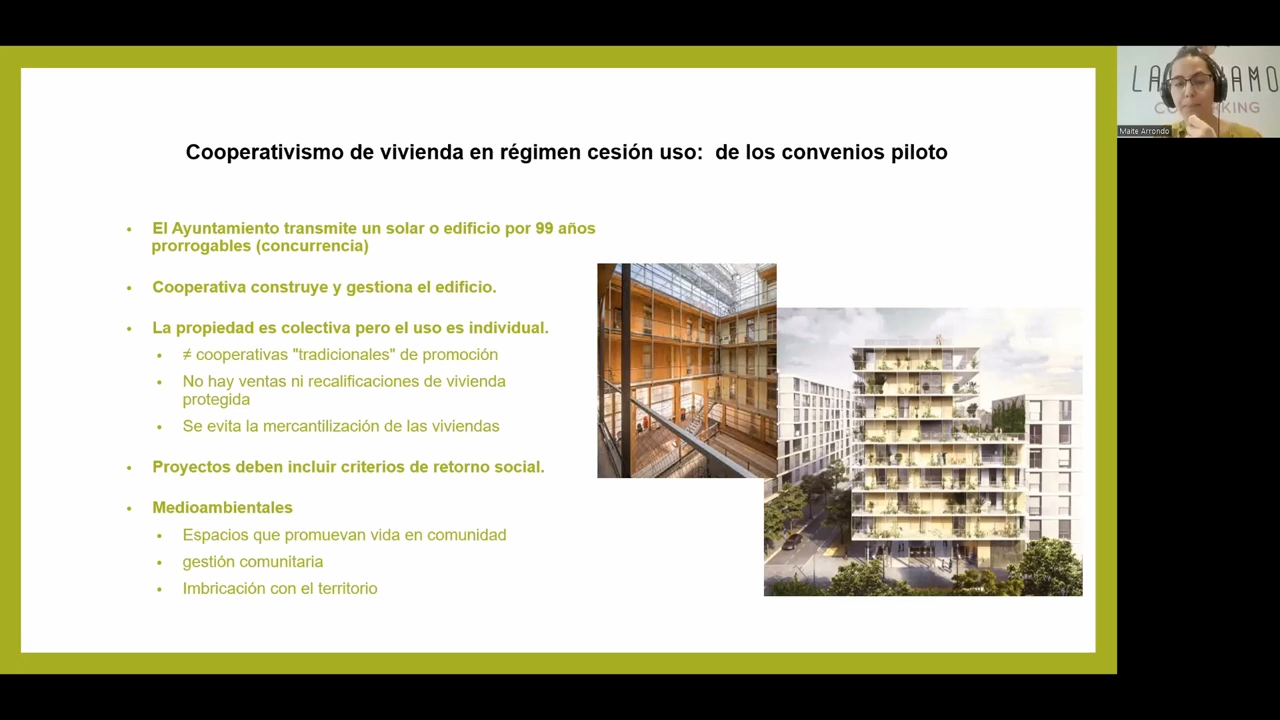 Cooperativismo de vivienda en régimen cesión uso:  de los convenios piloto
• El Ayuntamiento transmite un solar o edificio por 99 años
prorrogables (concurrencia)
• Cooperativa construye y gestiona el edificio.
• La propiedad es colectiva pero el uso es individual.
• ≠ cooperativas "tradicionales" de promoción
• No hay ventas ni recalificaciones de vivienda
protegida
• Se evita la mercantilización de las viviendas
• Proyectos deben incluir criterios de retorno social.
• Medioambientales
• Espacios que promuevan vida en comunidad
• gestión comunitaria
• Imbricación con el territorio
Maite Arrondo